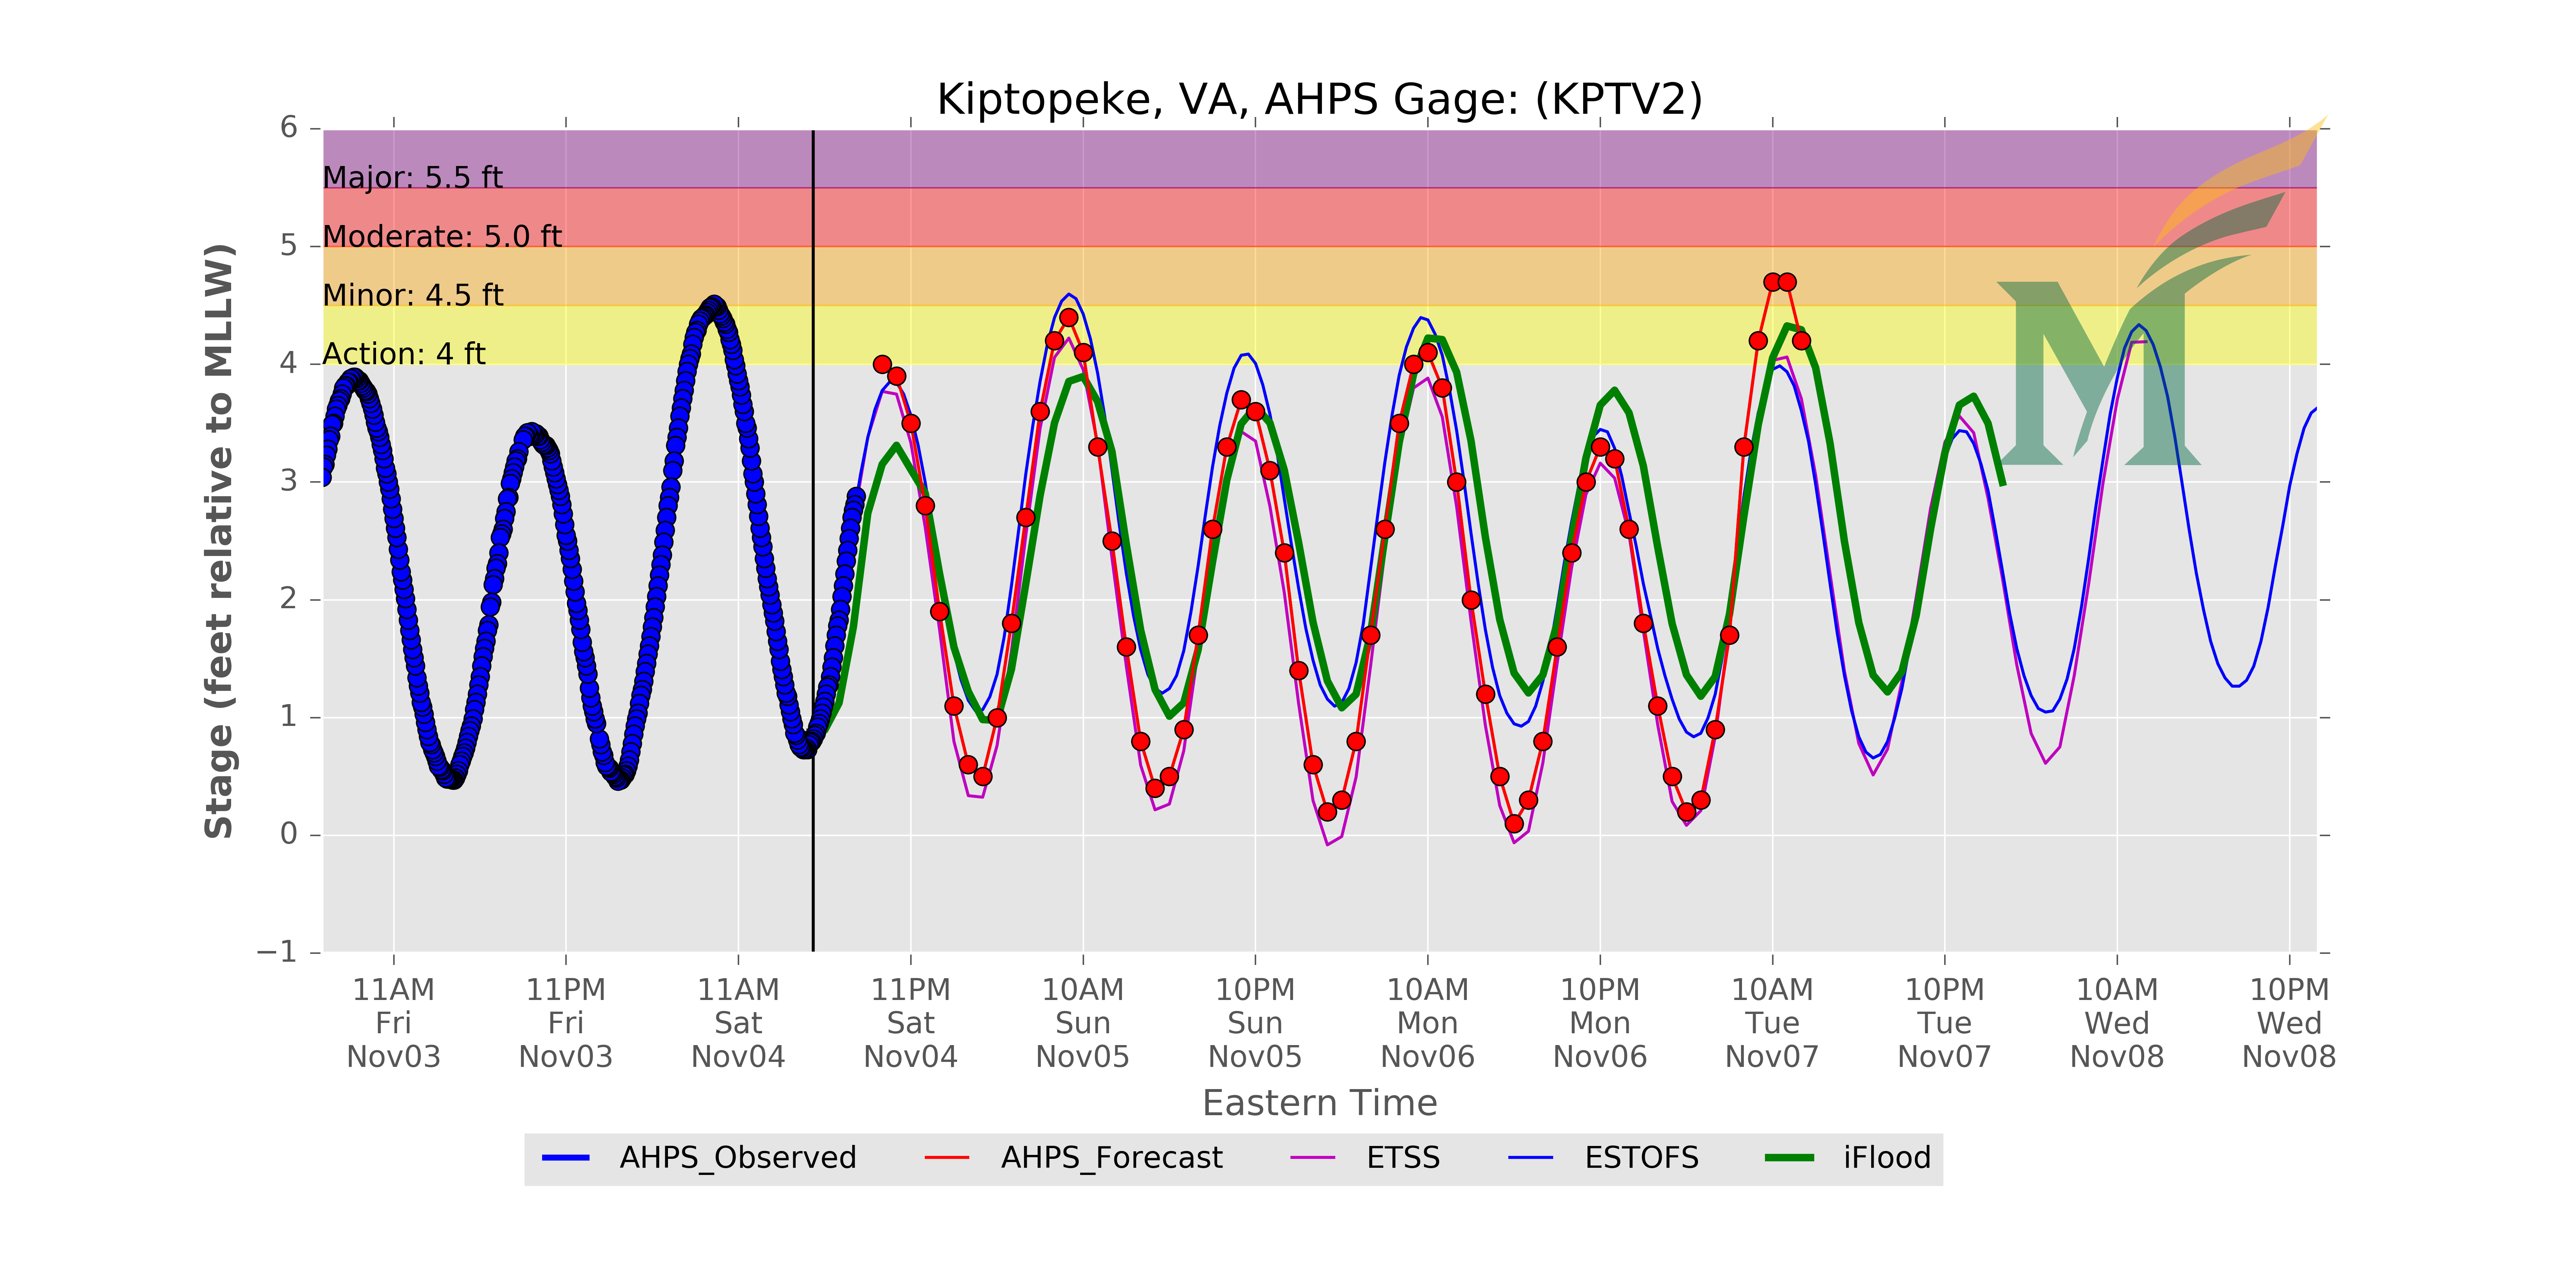 Kiptopeke, VA, AHPS Gage: (KPTV2)
6
5
4
3
2
1
0
−1
Stage (feet relative to MLLW)
Major: 5.5 ft
Moderate: 5.0 ft
Minor: 4.5 ft
Action: 4 ft
M
11AM 11PM 11AM 11PM 10AM 10PM 10AM 10PM 10AM 10PM 10AM 10PM
Fri Fri Sat Sat Sun Sun Mon Mon Tue Tue Wed Wed
Nov03 Nov03 Nov04 Nov04 Nov05 Nov05 Nov06 Nov06 Nov07 Nov07 Nov08 Nov08
Eastern Time
AHPS_Observed AHPS_Forecast ETSS ESTOFS iFlood